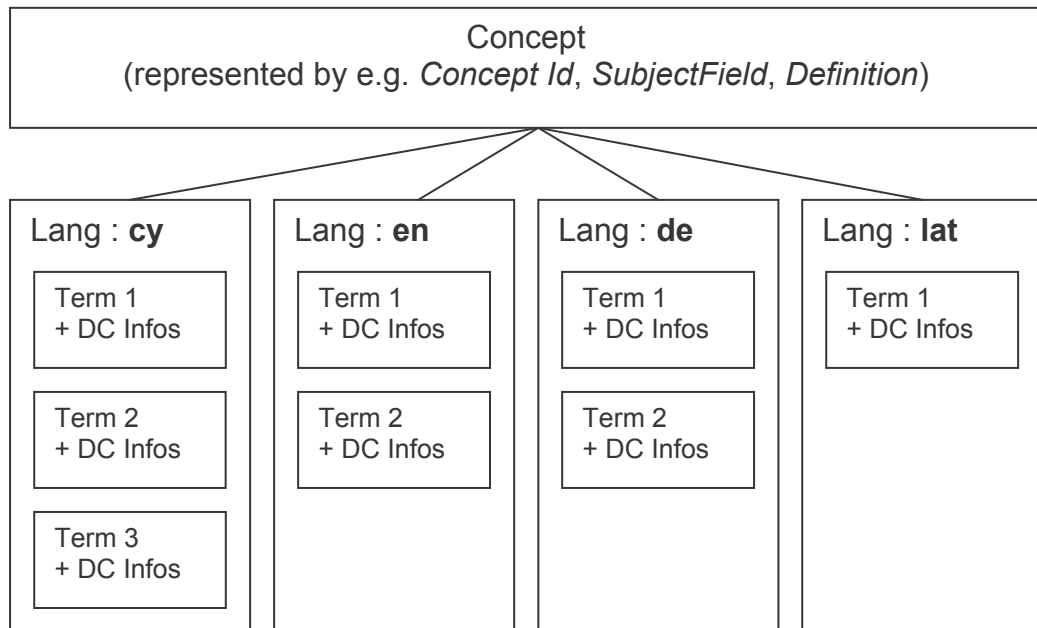 Concept
(represented by e.g. Concept Id, SubjectField, Definition)
Lang : cy
Term 1
+ DC Infos
Term 2
+ DC Infos
Term 3
+ DC Infos
Lang : en
Term 1
+ DC Infos
Term 2
+ DC Infos
Lang : de
Term 1
+ DC Infos
Term 2
+ DC Infos
Lang : lat
Term 1
+ DC Infos